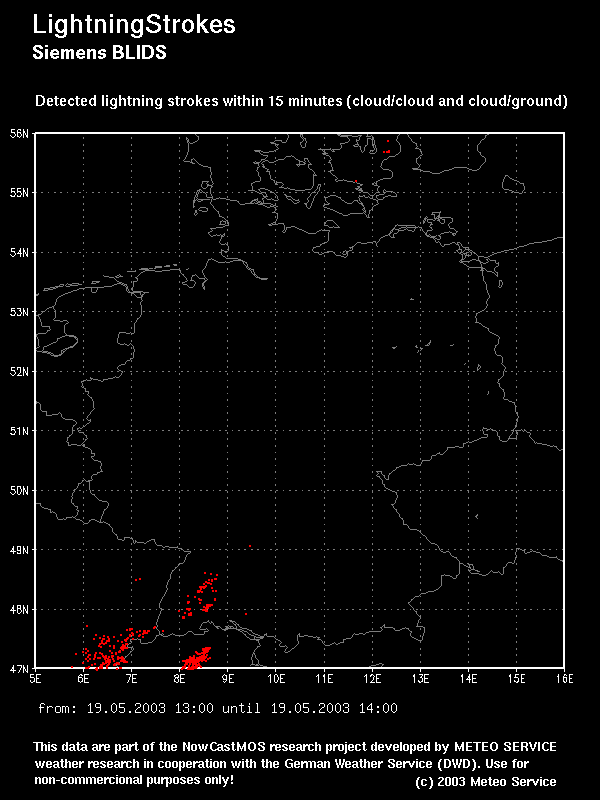 LightningStrokes
Siemens BLIDS
Detected lightning strokes within 15 minutes (cloud/cloud and cloud/ground)
56N
55N
54N
53N
52N
51N
50N
49N
48N
47N
5E 6E 7E 8E 9E 10E 11E 12E 13E 14E 15E 16E
from: 19.05.2003 13:00 until 19.05.2003 14:00
This data are part of the NowCastMOS research project developed by METEO SERVICE
weather research in cooperation with the German Weather Service (DWD). Use for
non-commercional purposes only!
(c) 2003 Meteo Service